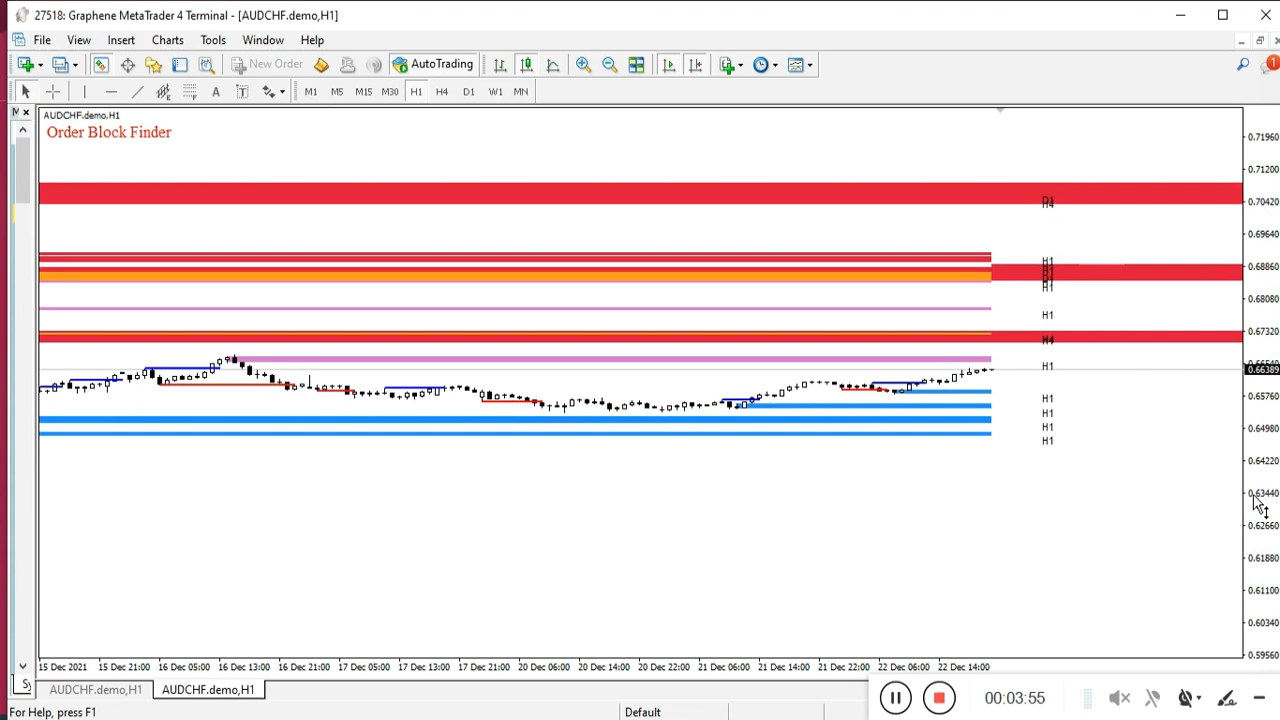 27518: Graphene MetaTrader 4 Terminal - [AUDCHF.demo,H1]
File View Insert Charts Tools Window Help
New Order AutoTrading 1
A T M1 M5 M15 M30 H1 H4 D1 W1 MN
M
AUDCHF.demo,H1
Order Block Finder
0.71960
0.71200
0.70420
H4
0.69640
H1
0.68860
H1
0.68080
H1
0.67320
H4
H1
0.66389
H1
0.65760
H1
0.64980
H1
H1
0.64220
0.63440
0.62660
0.61880
0.61100
0.60340
0.59560
15 Dec 2021 15 Dec 21:00 16 Dec 05:00 16 Dec 13:00 16 Dec 21:00 17 Dec 05:00 17 Dec 13:00 17 Dec 21:00 20 Dec 06:00 20 Dec 14:00 20 Dec 22:00 21 Dec 06:00 21 Dec 14:00 21 Dec 22:00 22 Dec 06:00 22 Dec 14:00
AUDCHF.demo,H1 AUDCHF.demo,H1
00:03:55
For Help, press F1 Default